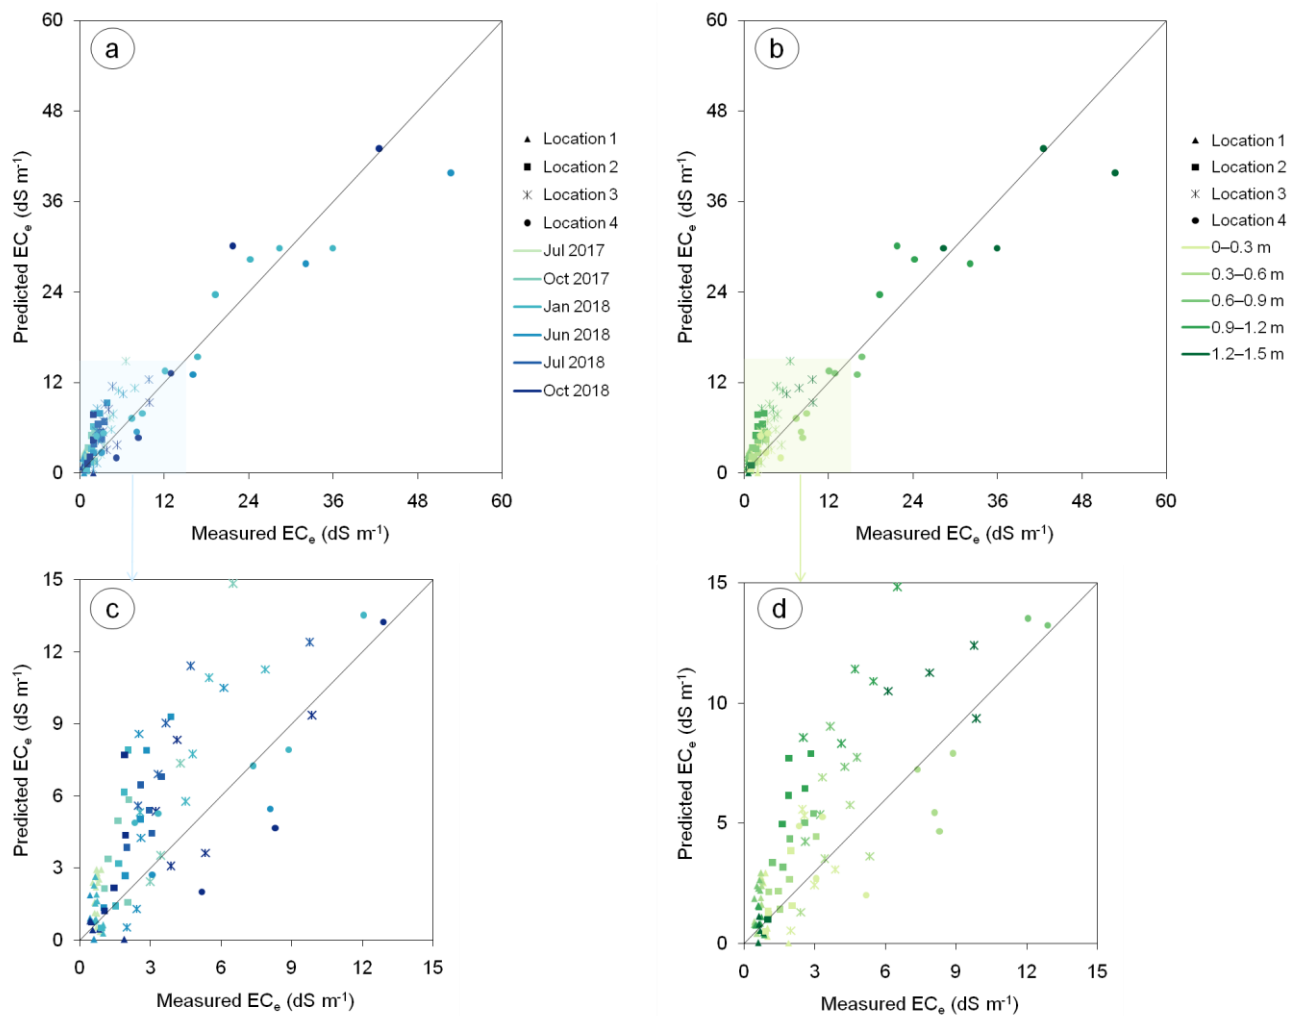 a
60
48
36
24
12
0
Predicted ECₑ (dS m⁻¹)
0 12 24 36 48 60
Measured ECₑ (dS m⁻¹)
Location 1
Location 2
Location 3
Location 4
Jul 2017
Oct 2017
Jan 2018
Jun 2018
Jul 2018
Oct 2018
b
60
48
36
24
12
0
Predicted ECₑ (dS m⁻¹)
0 12 24 36 48 60
Measured ECₑ (dS m⁻¹)
Location 1
Location 2
Location 3
Location 4
0–0.3 m
0.3–0.6 m
0.6–0.9 m
0.9–1.2 m
1.2–1.5 m
c
15
12
9
6
3
0
Predicted ECₑ (dS m⁻¹)
0 3 6 9 12 15
Measured ECₑ (dS m⁻¹)
d
15
10
5
0
Predicted ECₑ (dS m⁻¹)
0 3 6 9 12 15
Measured ECₑ (dS m⁻¹)